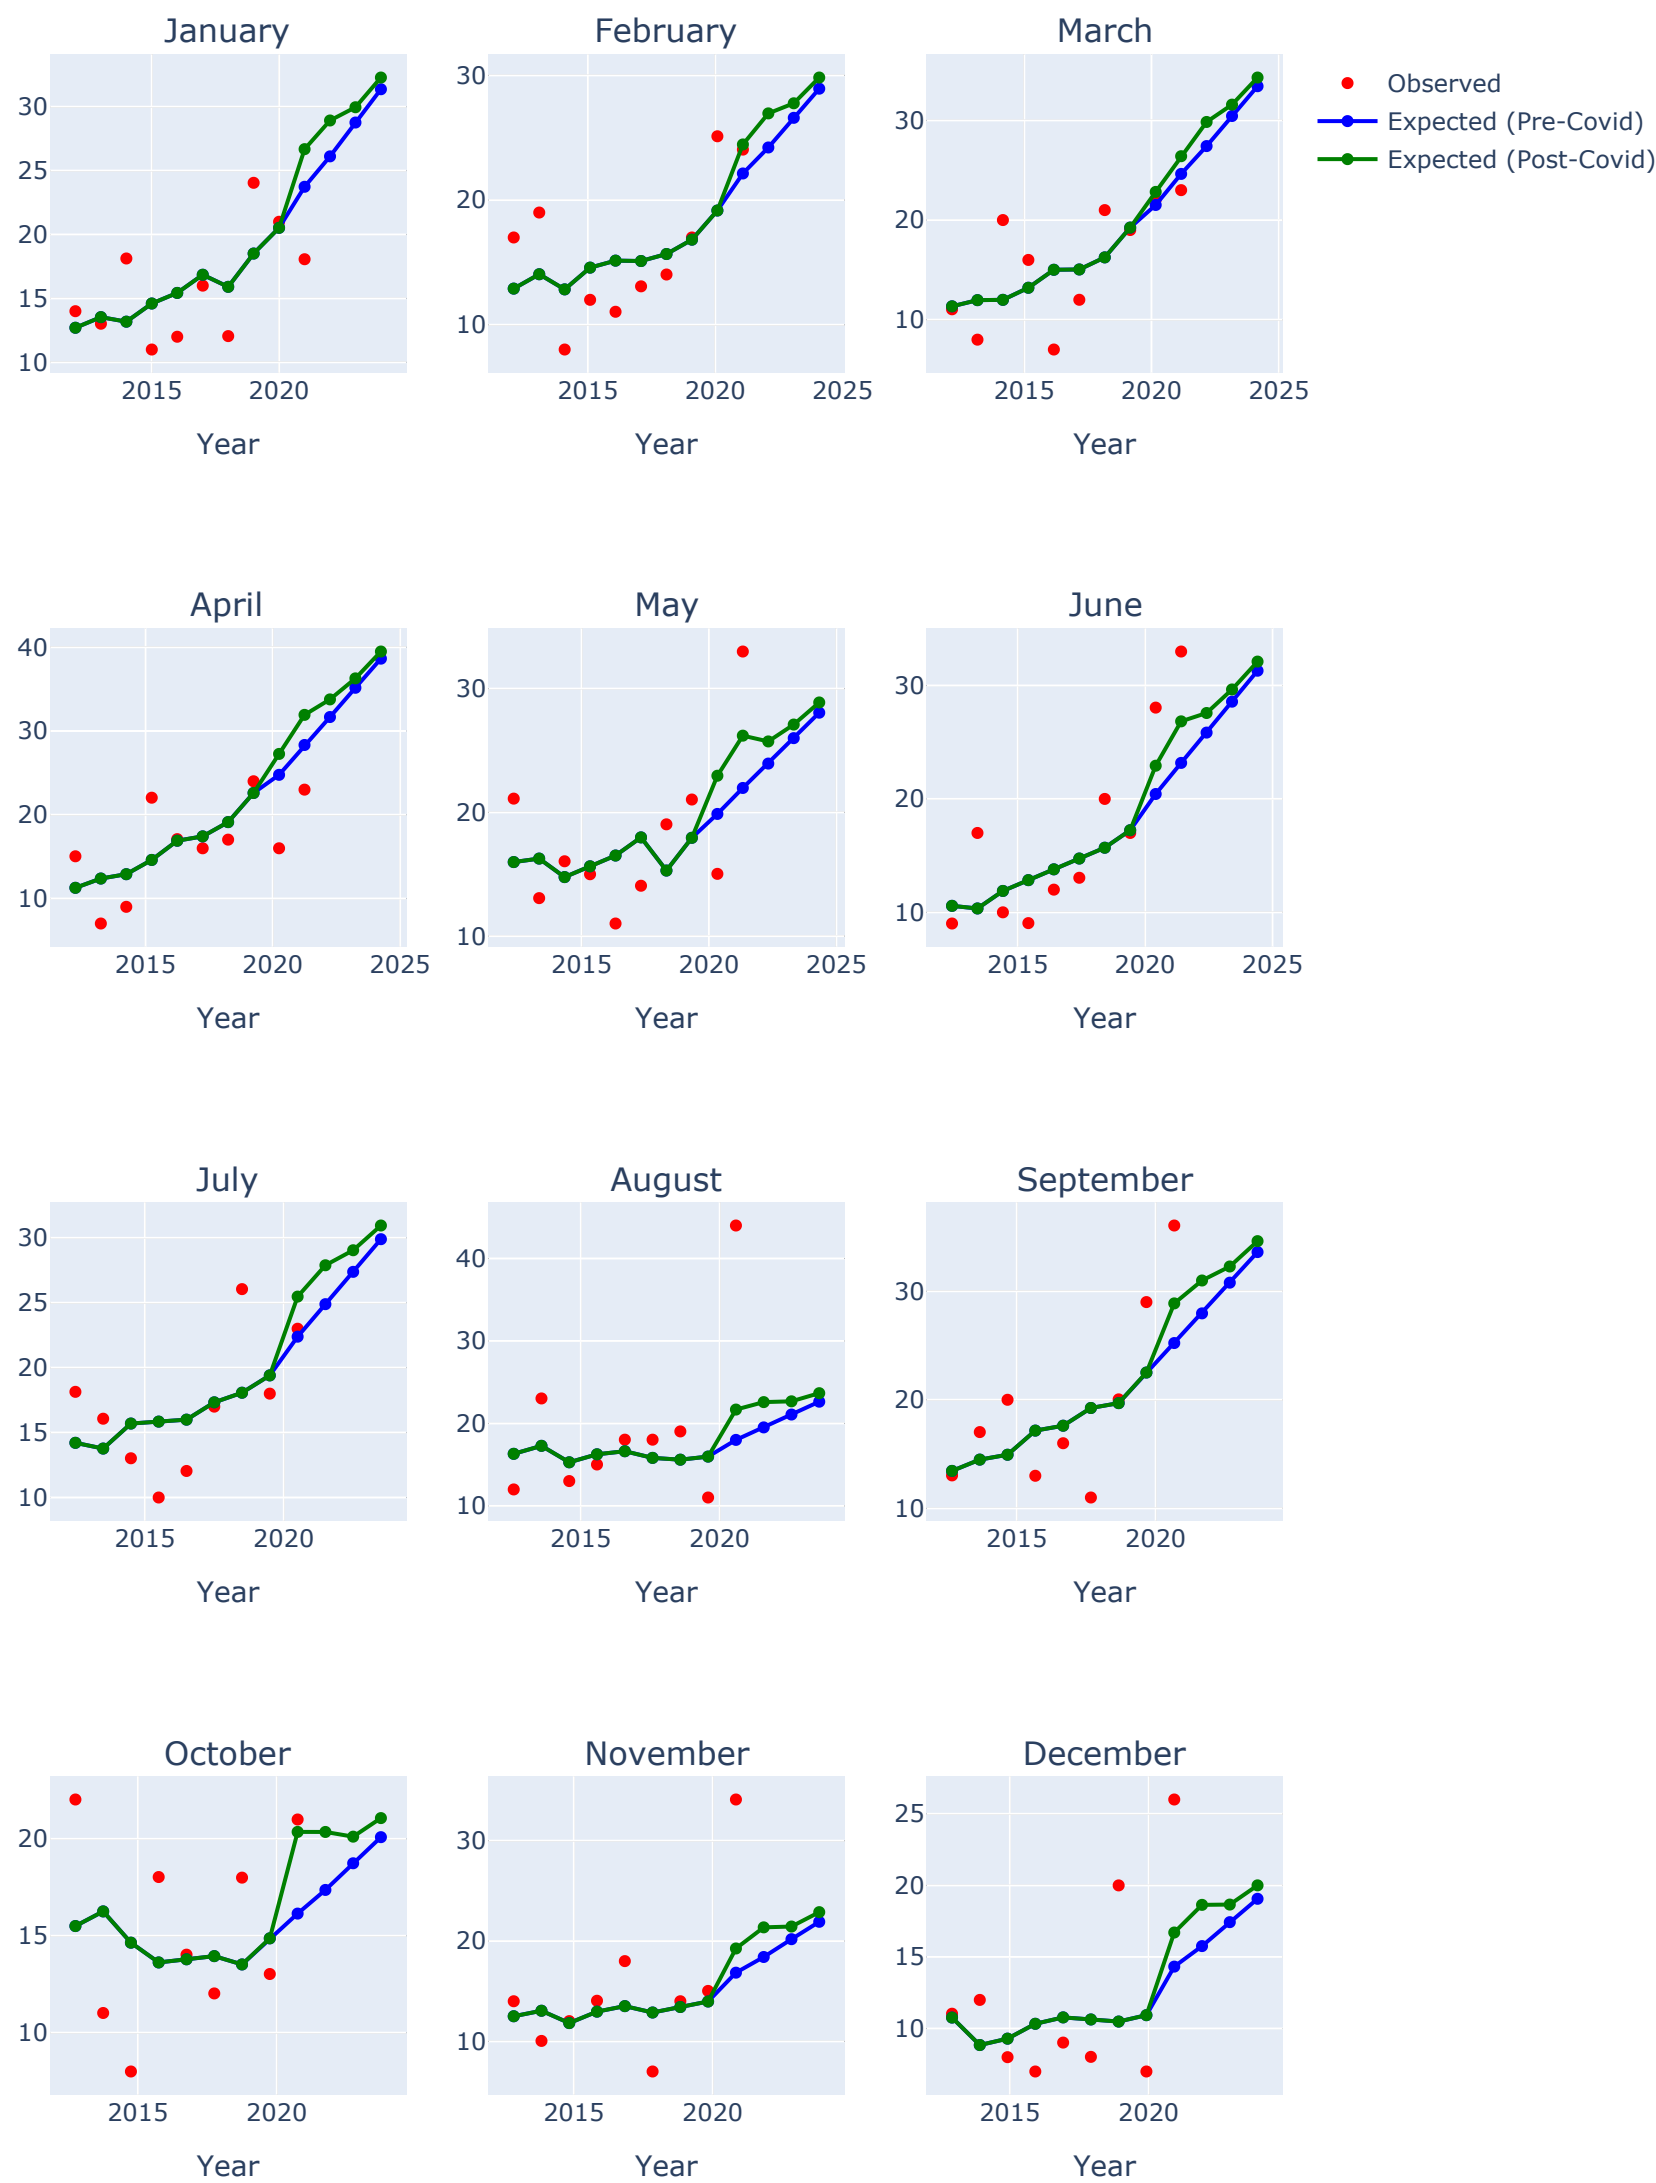 January February March
30
25
20
15
10
2015 2020
Year
30
20
10
2015 2020 2025
Year
30
20
10
2015 2020 2025
Year
Observed
Expected (Pre-Covid)
Expected (Post-Covid)
April May June
40
30
20
10
2015 2020 2025
Year
30
20
10
2015 2020 2025
Year
30
20
10
2015 2020 2025
Year
July August September
30
25
20
15
10
2015 2020
Year
40
30
20
10
2015 2020
Year
30
20
10
2015 2020
Year
October November December
20
15
10
2015 2020
Year
30
20
10
2015 2020
Year
25
20
15
10
2015 2020
Year